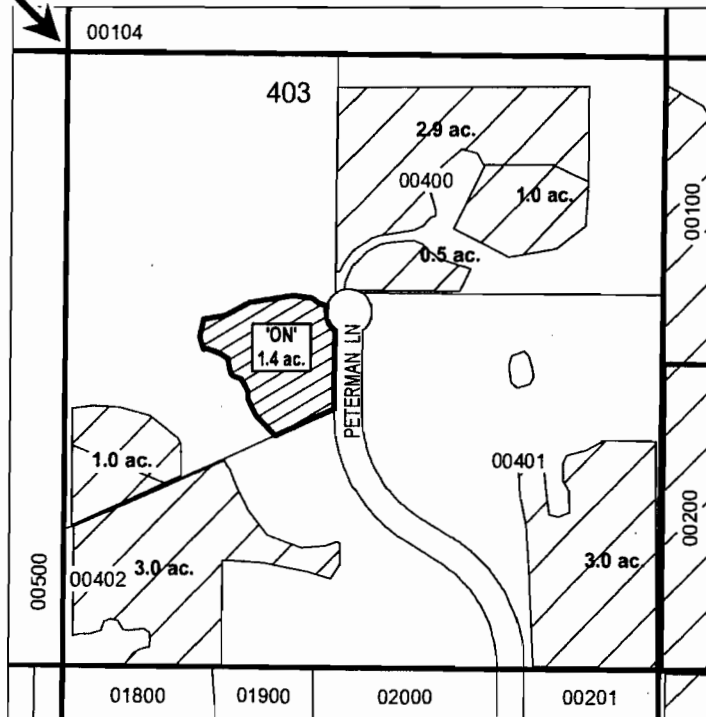 00104
403
2.9 ac.
00400
1.0 ac.
00100
0.5 ac.
'ON'
1.4 ac.
PETERMAN LN
1.0 ac.
00401
00200
3.0 ac.
3.0 ac.
00402
00500
01800
01900
02000
00201